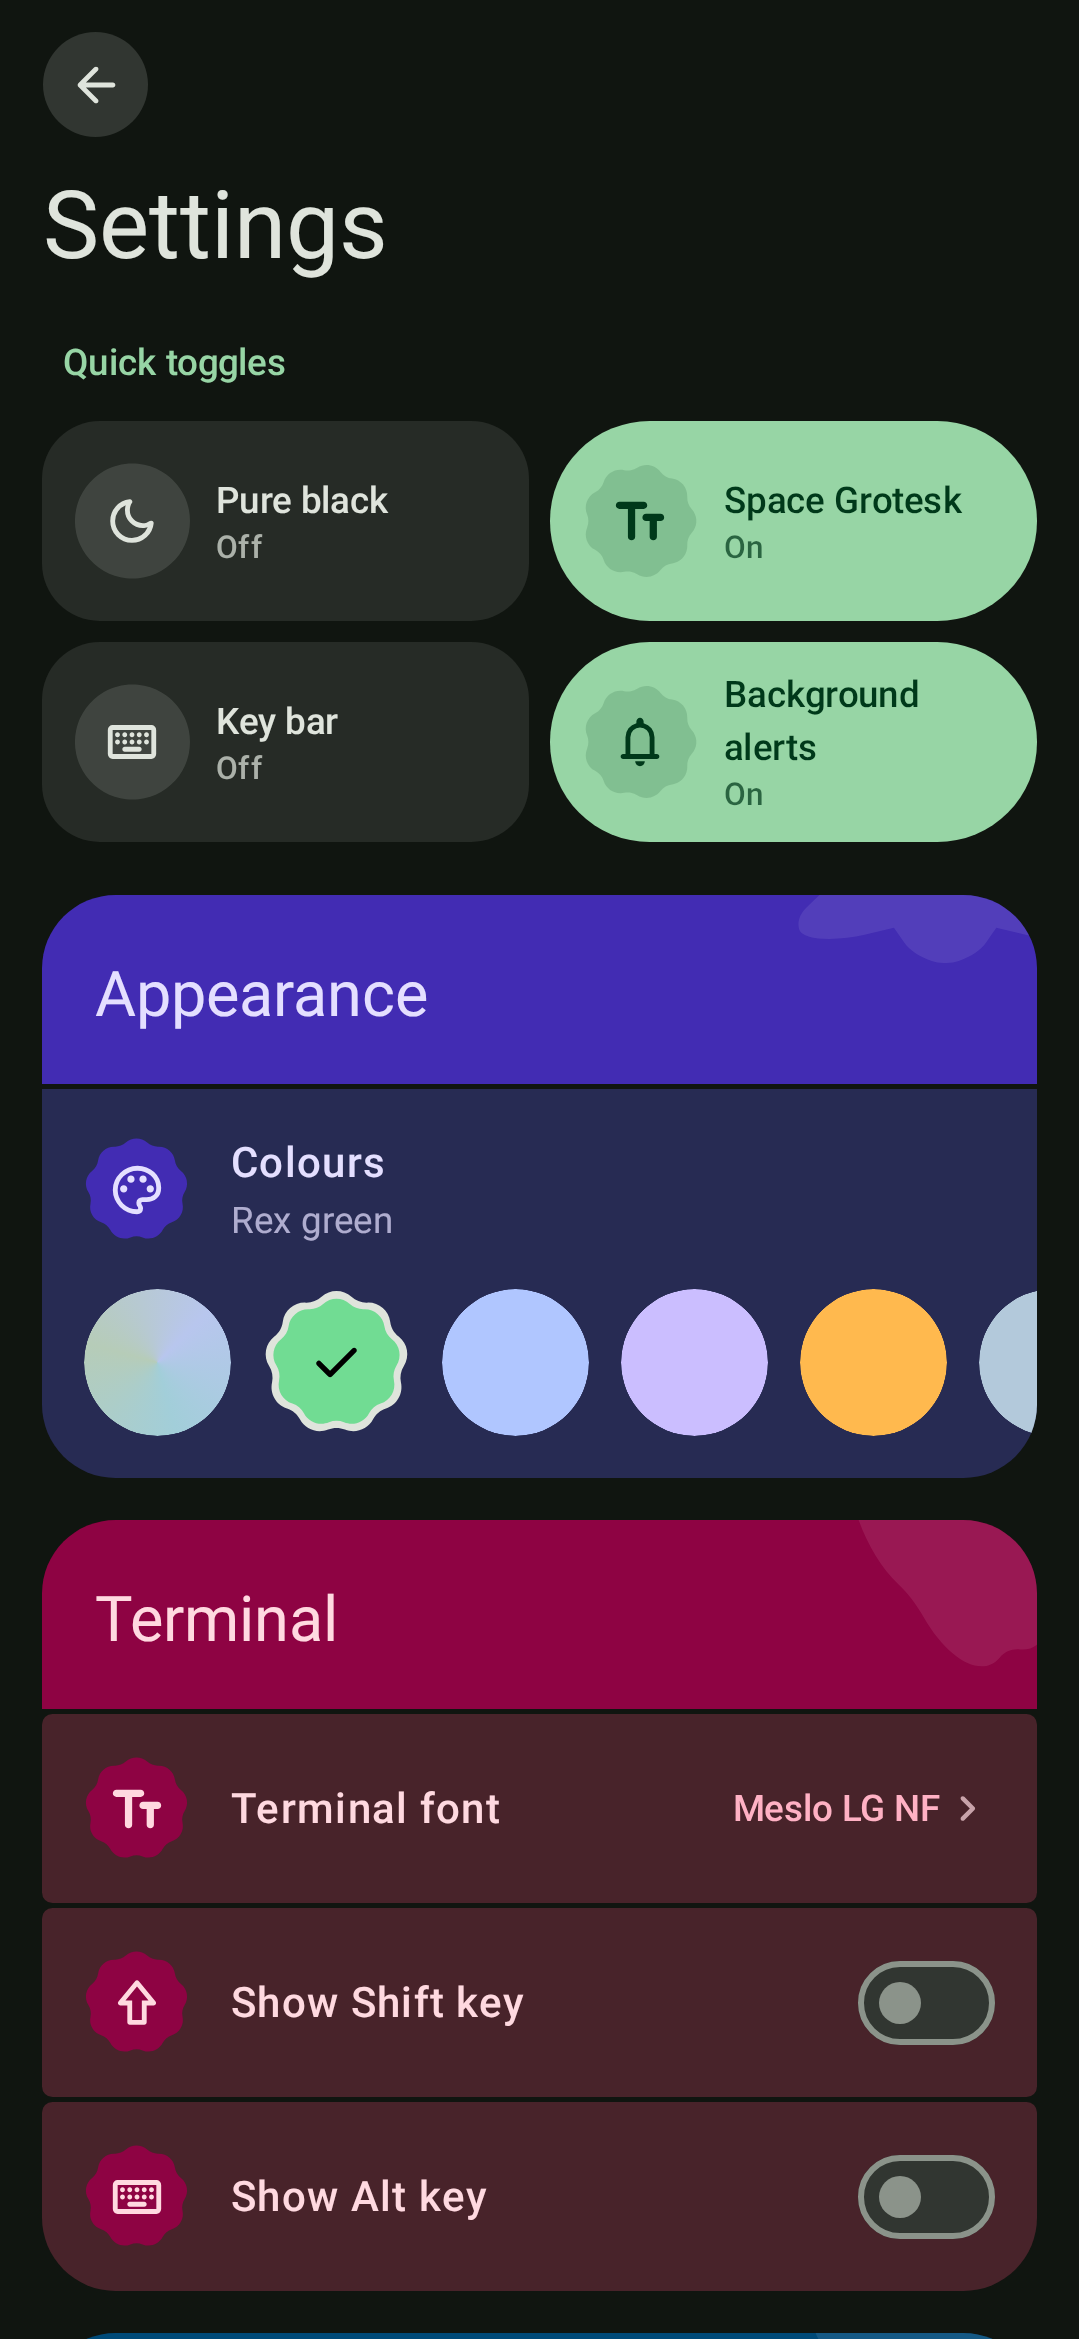 Settings
Quick toggles
Pure black
Off
Space Grotesk
On
Key bar
Off
Background
alerts
On
Appearance
Colours
Rex green
Terminal
Terminal font
Meslo LG NF
Show Shift key
Show Alt key